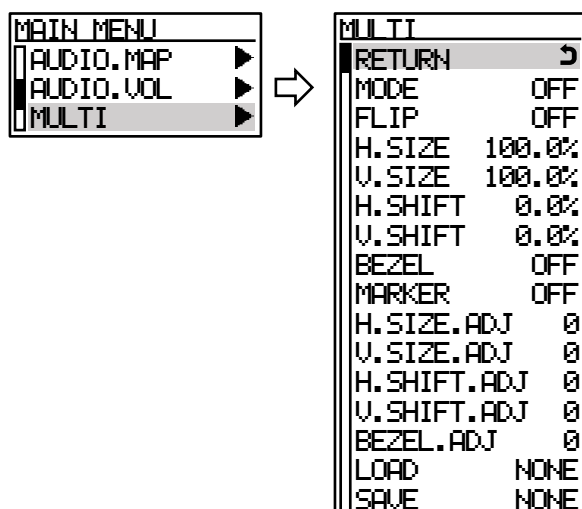 MAIN MENU
AUDIO.MAP
AUDIO.VOL
MULTI
MULTI
RETURN
MODE OFF
FLIP OFF
H.SIZE 100.0%
V.SIZE 100.0%
H.SHIFT 0.0%
V.SHIFT 0.0%
BEZEL OFF
MARKER OFF
H.SIZE.ADJ 0
V.SIZE.ADJ 0
H.SHIFT.ADJ 0
V.SHIFT.ADJ 0
BEZEL.ADJ 0
LOAD NONE
SAVE NONE